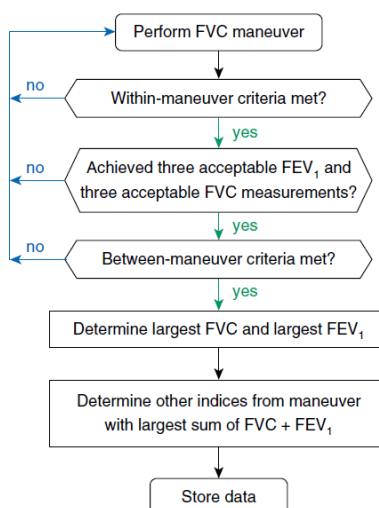 Perform FVC maneuver
no
Within-maneuver criteria met?
yes
no
Achieved three acceptable FEV₁ and
three acceptable FVC measurements?
yes
no
Between-maneuver criteria met?
yes
Determine largest FVC and largest FEV₁
Determine other indices from maneuver
with largest sum of FVC + FEV₁
Store data